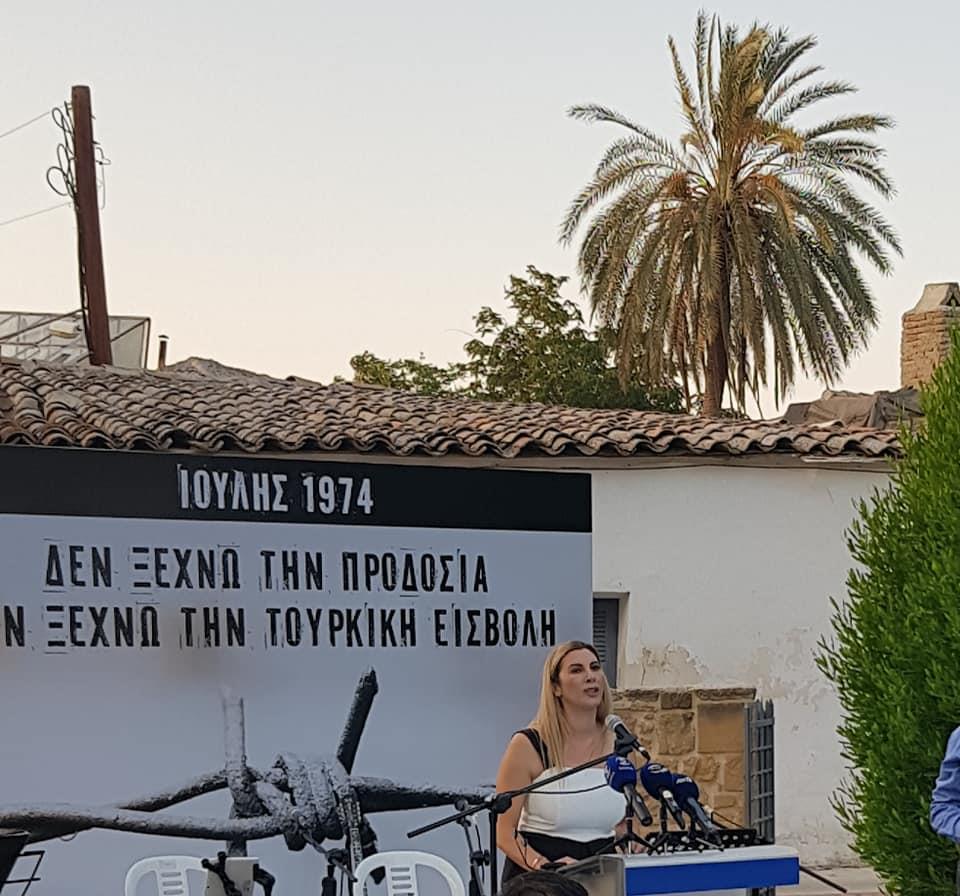 ΙΟΥΛΗΣ 1974
ΔΕΝ ΞΕΧΝΩ ΤΗΝ ΠΡΟΔΟΣΙΑ
Ν ΞΕΧΝΩ ΤΗΝ ΤΟΥΡΚΙΚΗ ΕΙΣΒΟΛΗ